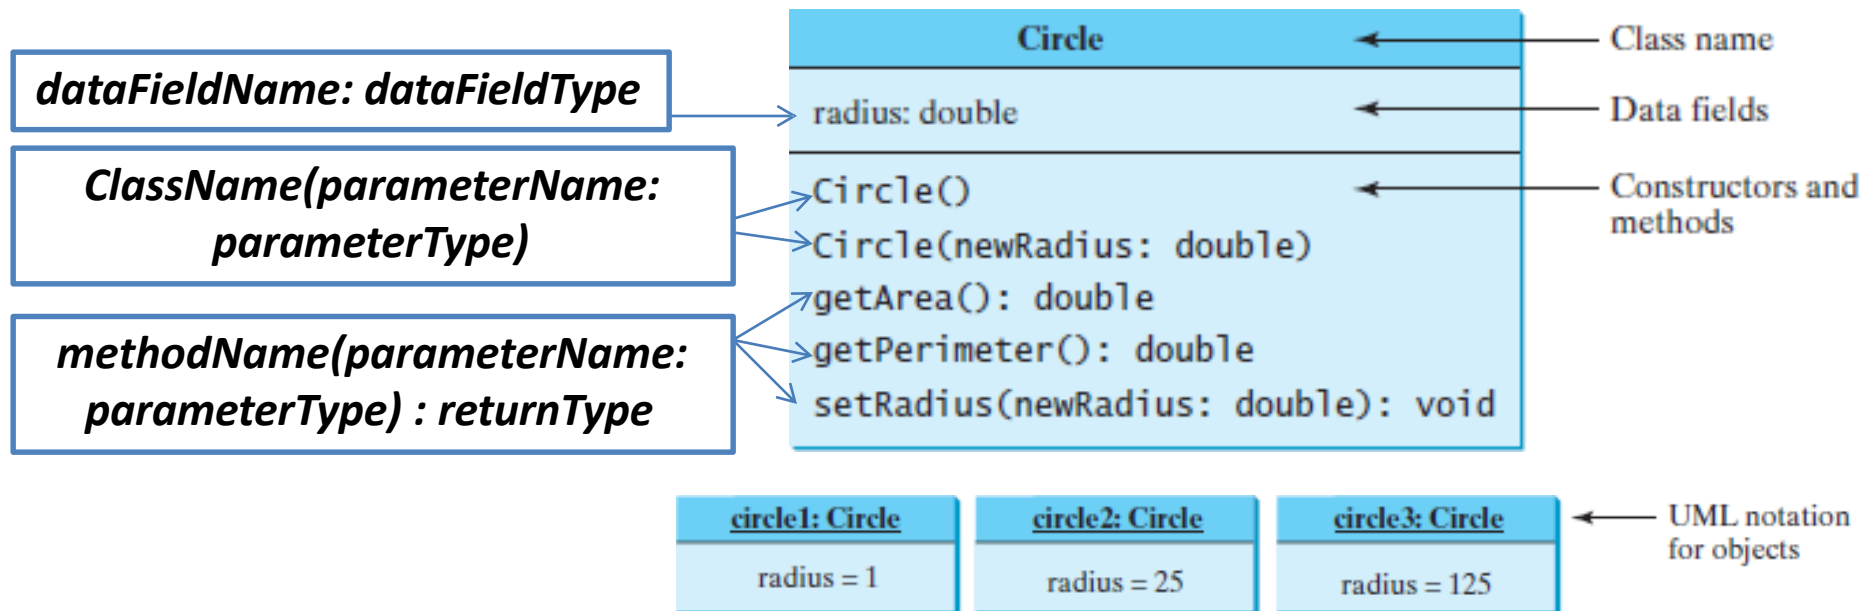 Circle
Class name
dataFieldName: dataFieldType
radius: double
Data fields
ClassName(parameterName:
parameterType)
Circle()
Constructors and
methods
Circle(newRadius: double)
methodName(parameterName:
parameterType) : returnType
getArea(): double
getPerimeter(): double
setRadius(newRadius: double): void
circle1: Circle
radius = 1
circle2: Circle
radius = 25
circle3: Circle
radius = 125
UML notation
for objects